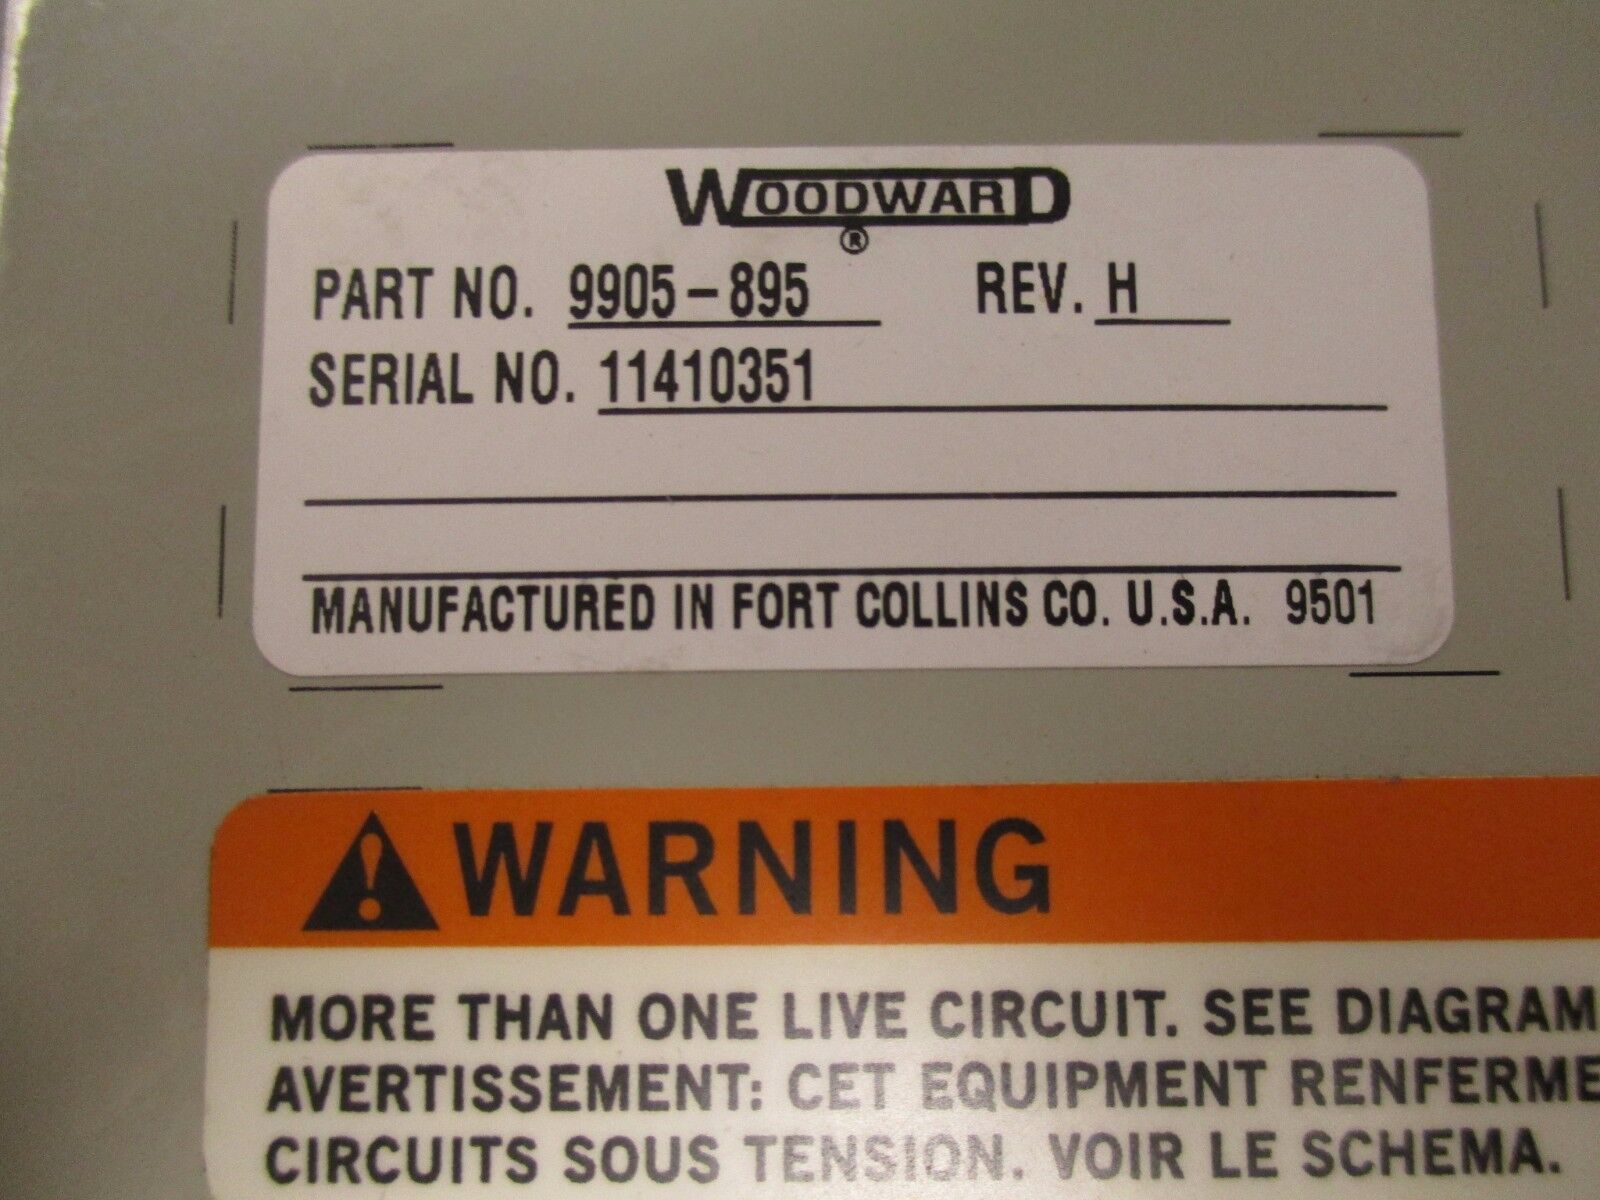 WOODWARD
®
PART NO. 9905-895 REV. H
SERIAL NO. 11410351
MANUFACTURED IN FORT COLLINS CO. U.S.A. 9501
WARNING
MORE THAN ONE LIVE CIRCUIT. SEE DIAGRAM
AVERTISSEMENT: CET EQUIPMENT RENFERME
CIRCUITS SOUS TENSION. VOIR LE SCHEMA.